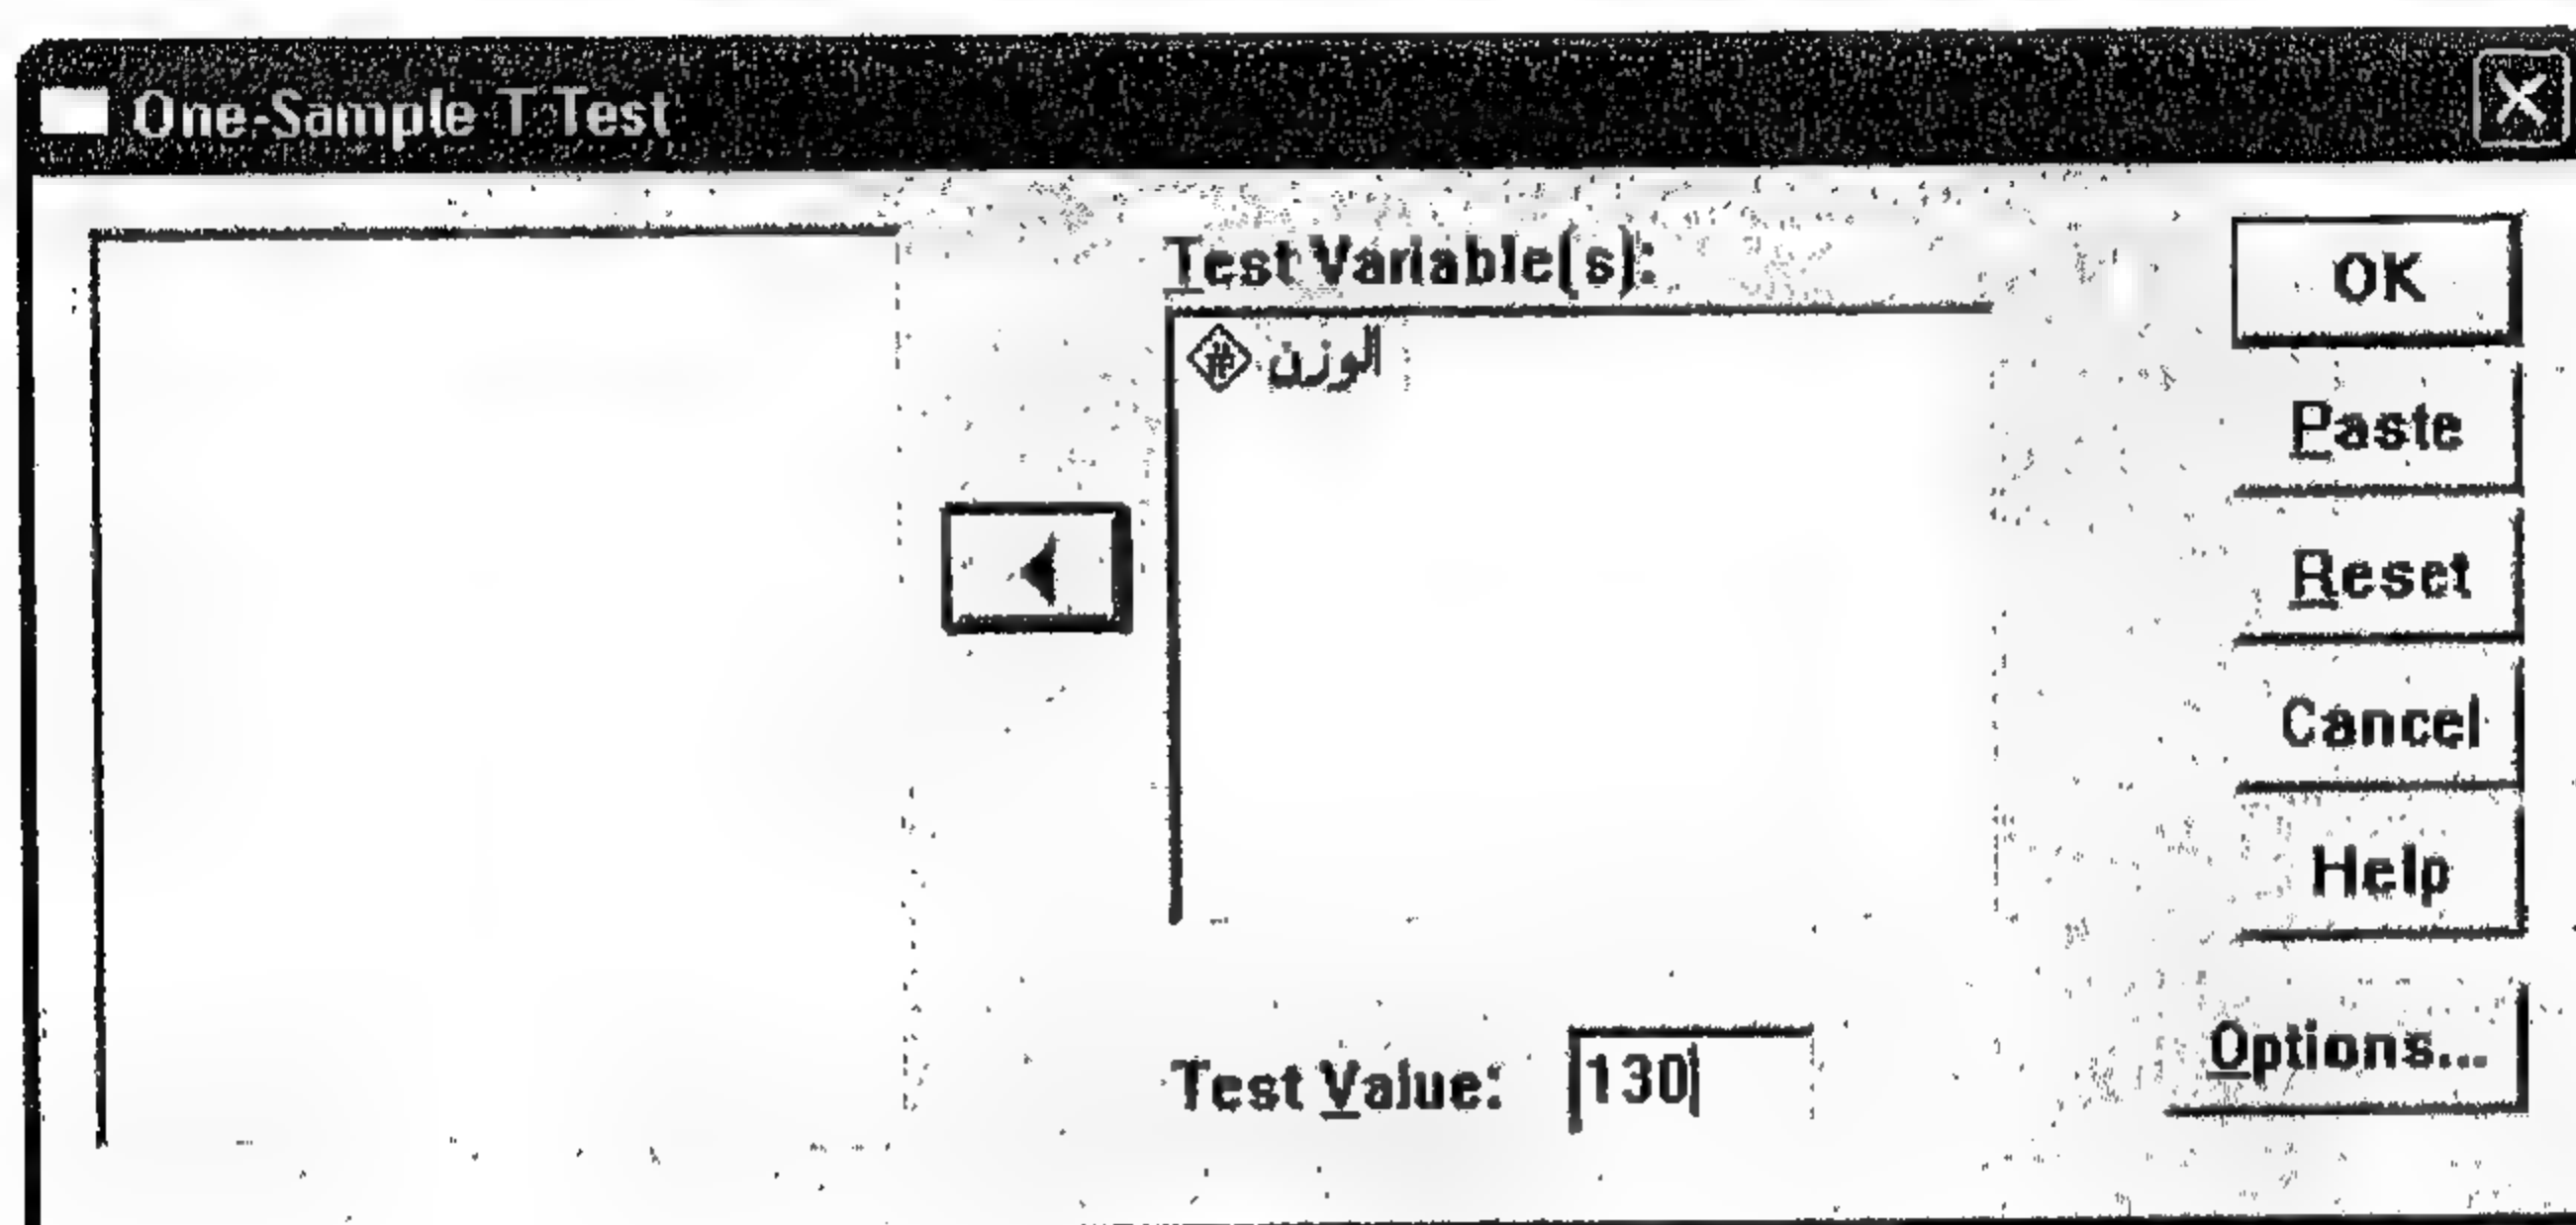 One-Sample T Test
Test Variable(s):
الوزن
Test Value: 130
OK
Paste
Reset
Cancel
Help
Options...